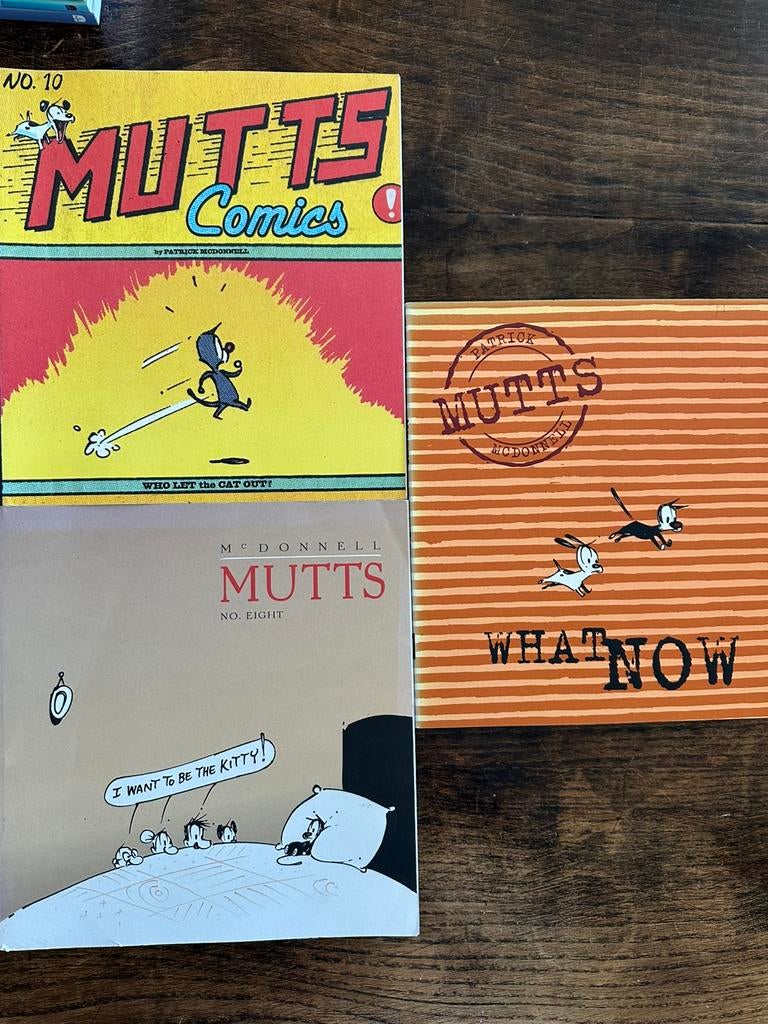 NO. 10
MUTTS
Comics
!
by PATRICK MCDONNELL
WHO LET the CAT OUT?
McDONNELL
MUTTS
NO. EIGHT
I WANT TO BE THE KITTY!
PATRICK
MUTTS
MCDONNELL
WHAT NOW